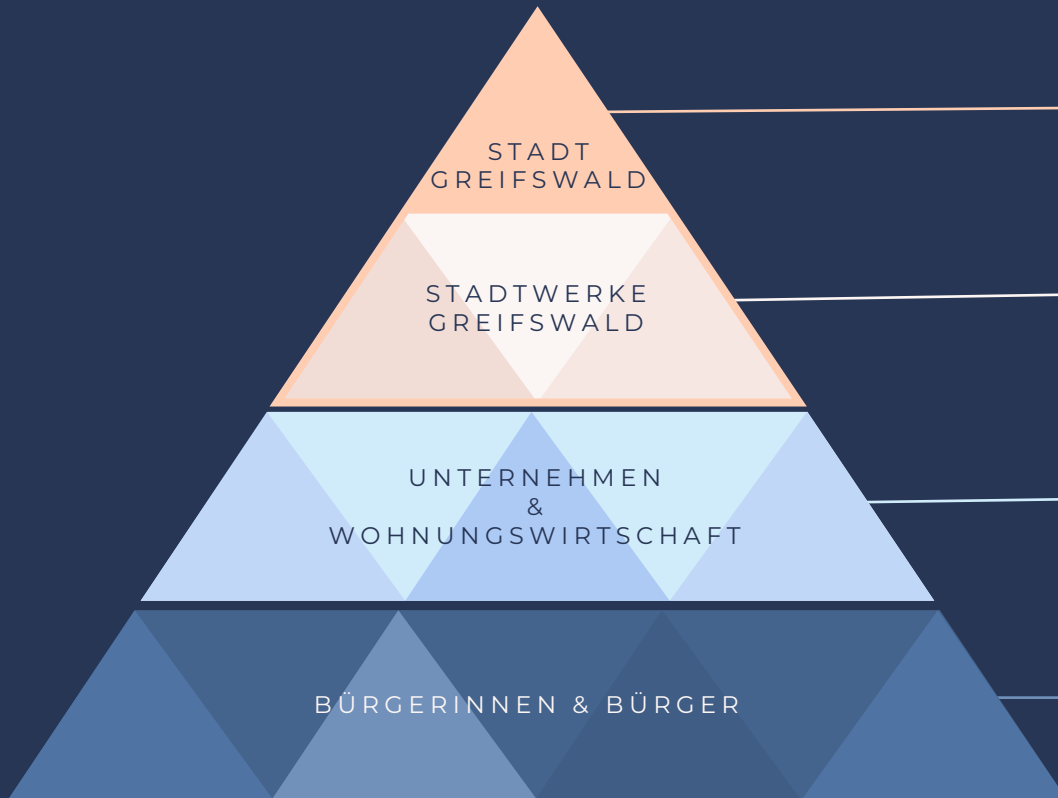 STADT
GREIFSWALD
STADTWERKE
GREIFSWALD
UNTERNEHMEN
&
WOHNUNGSWIRTSCHAFT
BÜRGERINNEN & BÜRGER